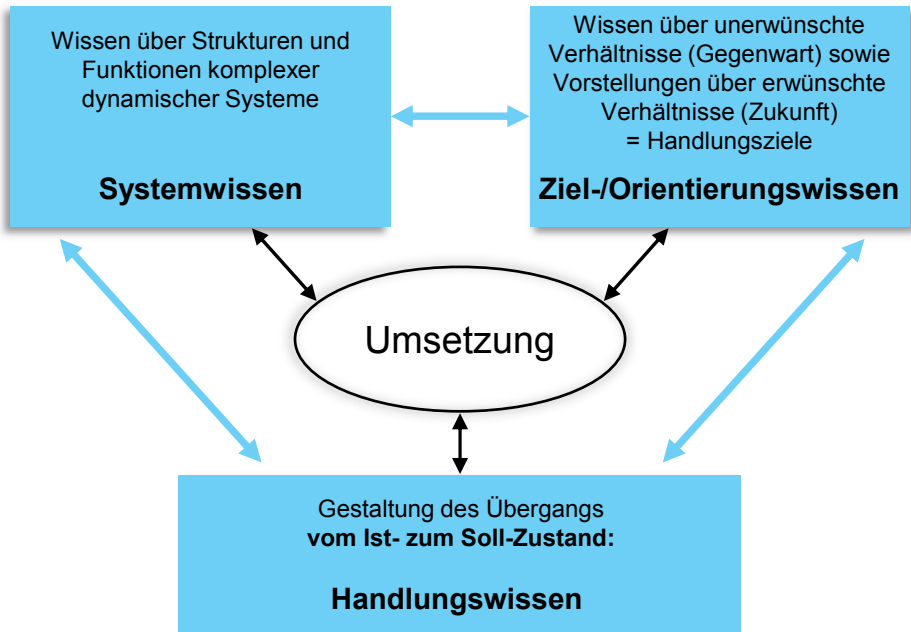 Wissen über Strukturen und
Funktionen komplexer
dynamischer Systeme
Systemwissen
Wissen über unerwünschte
Verhältnisse (Gegenwart) sowie
Vorstellungen über erwünschte
Verhältnisse (Zukunft)
= Handlungsziele
Ziel-/Orientierungswissen
Umsetzung
Gestaltung des Übergangs
vom Ist- zum Soll-Zustand:
Handlungswissen